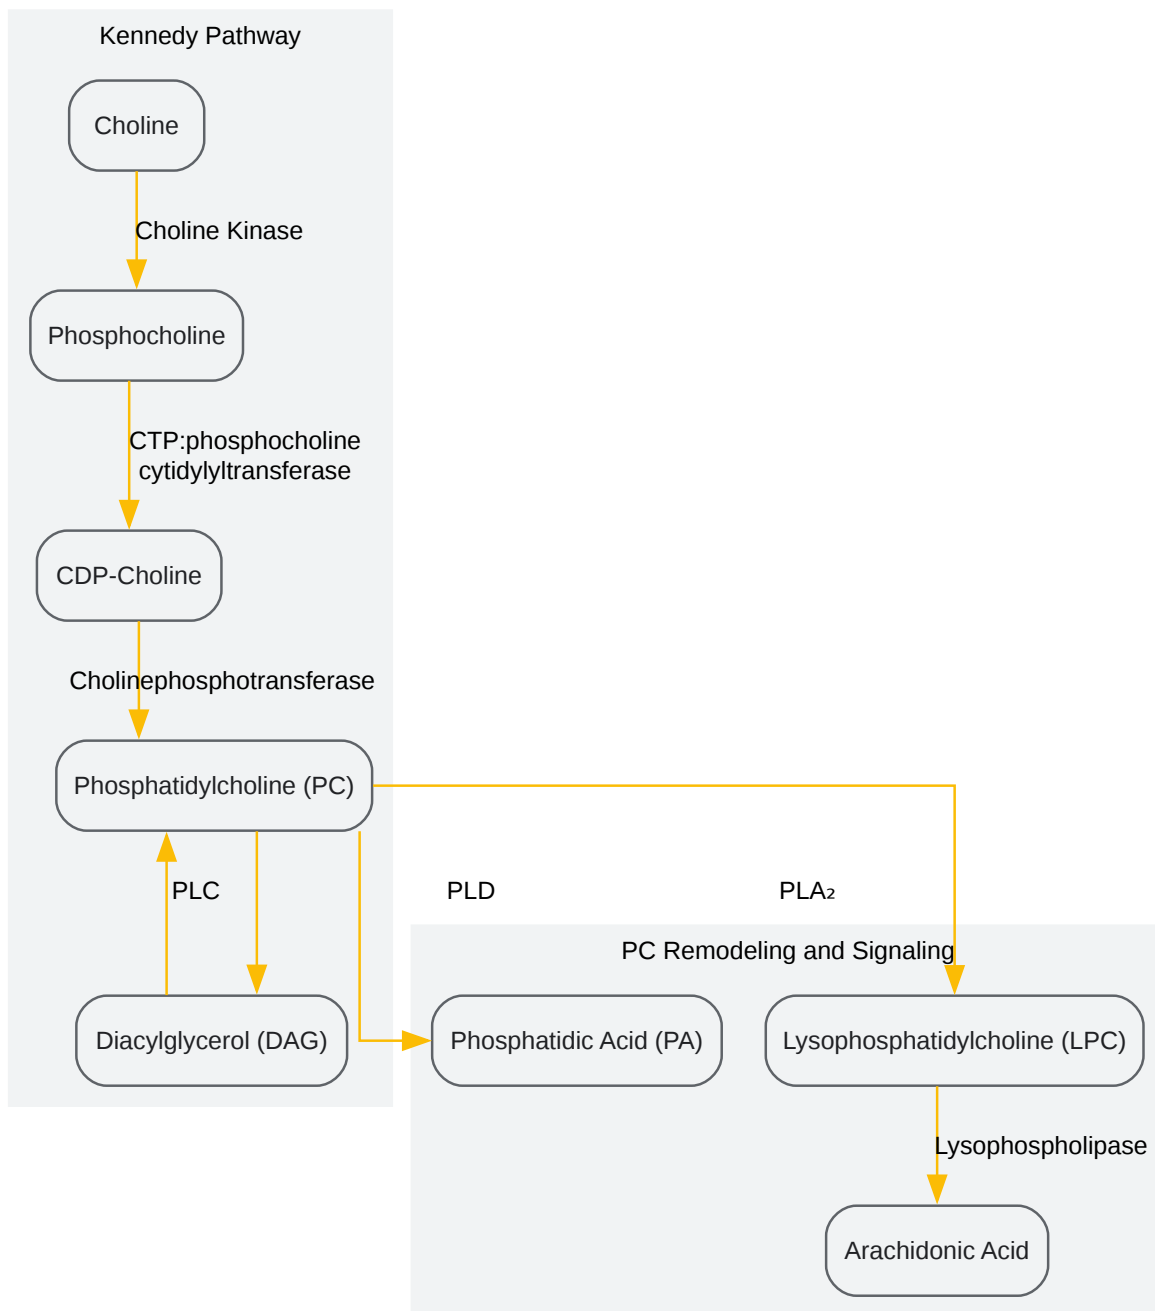 Kennedy Pathway
Choline
Choline Kinase
Phosphocholine
CTP:phosphocholine
cytidylyltransferase
CDP-Choline
Cholinephosphotransferase
Phosphatidylcholine (PC)
PLC
PLD
PLA₂
PC Remodeling and Signaling
Diacylglycerol (DAG)
Phosphatidic Acid (PA)
Lysophosphatidylcholine (LPC)
Lysophospholipase
Arachidonic Acid